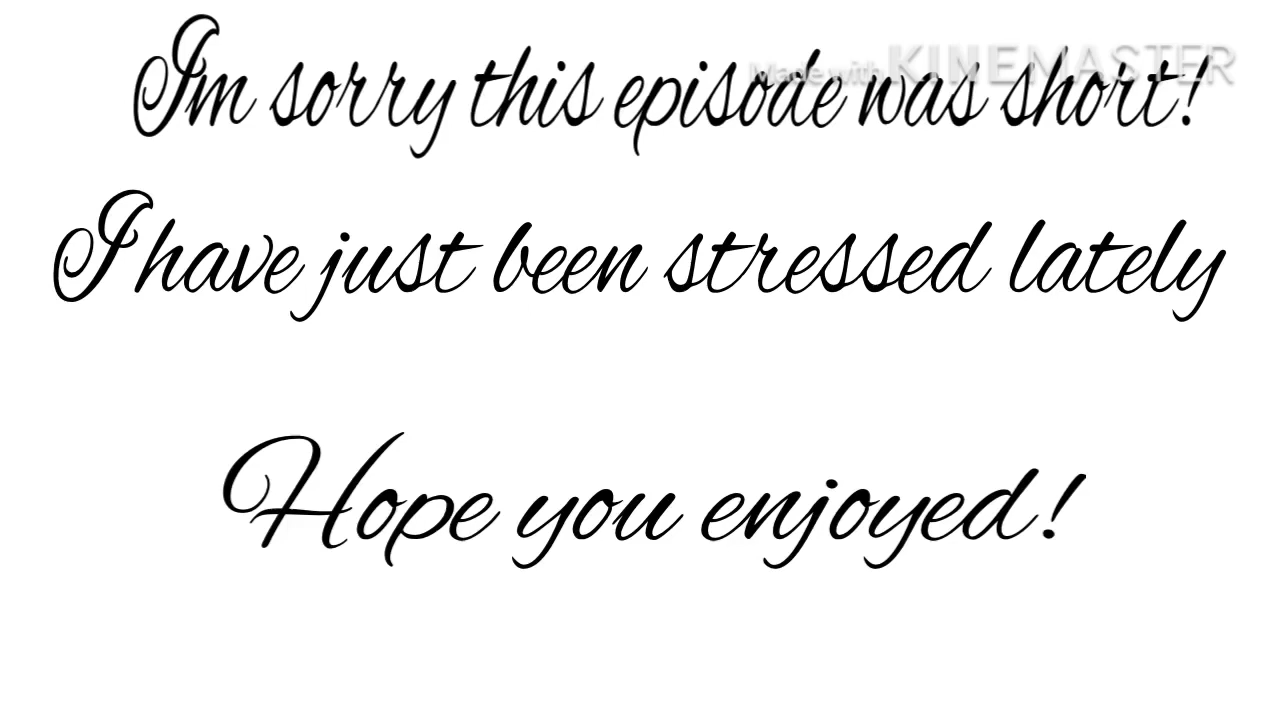 Im sorry this episode was short!
Made with KINEMASTER
I have just been stressed lately
Hope you enjoyed!